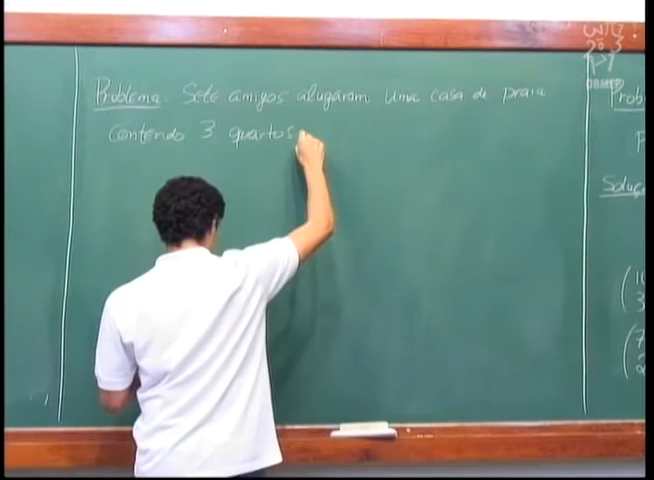 Problema. Sete amigos alugaram uma casa de praia
contendo 3 quartos
OBMEP
Prob
P
Soluç